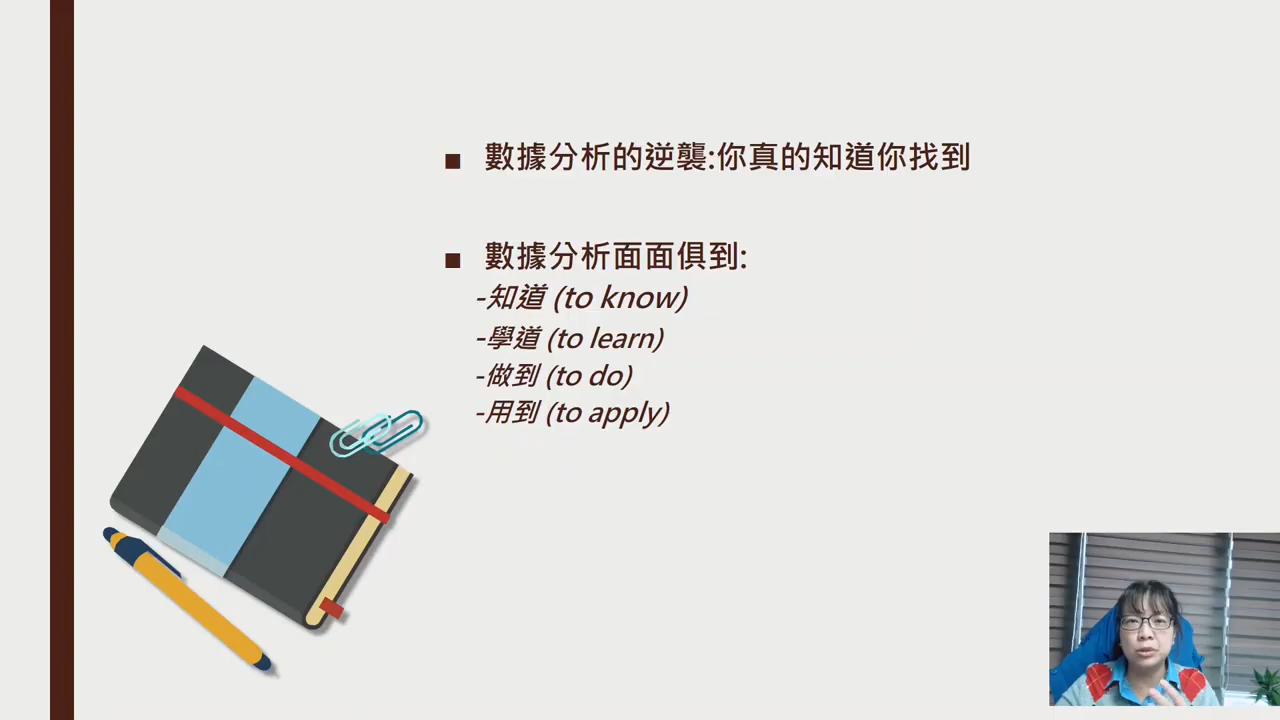 數據分析的逆襲:你真的知道你找到
數據分析面面俱到:
-知道 (to know)
-學道 (to learn)
-做到 (to do)
-用到 (to apply)